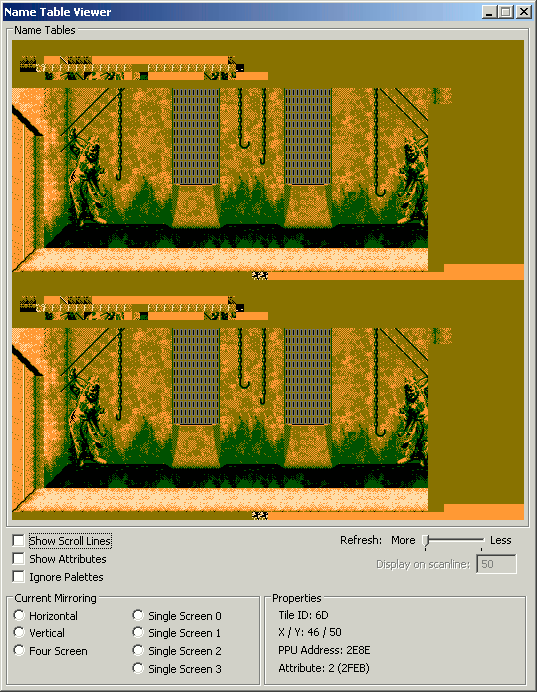 Name Table Viewer
Name Tables
Show Scroll Lines
Show Attributes
Ignore Palettes
Refresh: More Less
Display on scanline: 50
Current Mirroring
Horizontal
Vertical
Four Screen
Single Screen 0
Single Screen 1
Single Screen 2
Single Screen 3
Properties
Tile ID: 6D
X / Y: 46 / 50
PPU Address: 2E8E
Attribute: 2 (2FEB)